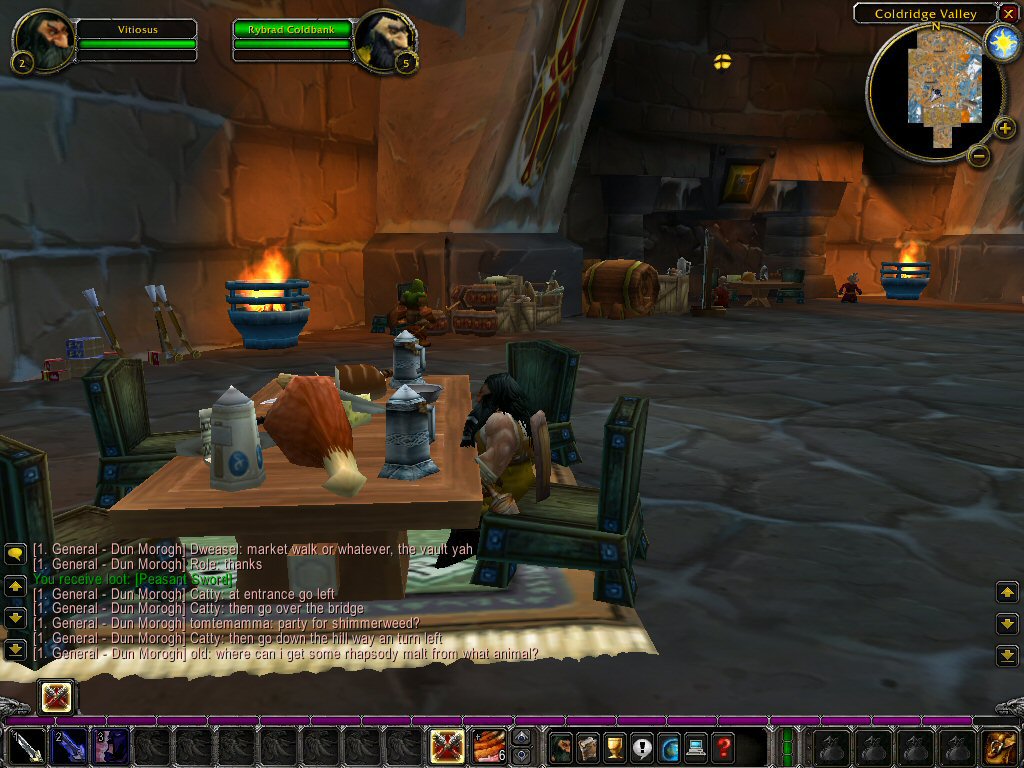 Vitiosus
2
Rybrad Coldbank
5
Coldridge Valley
N
[1. General - Dun Morogh] Dweasel: market walk or whatever, the vault yah
[1. General - Dun Morogh] Role: thanks
You receive loot: [Peasant Sword]
[1. General - Dun Morogh] Catty: at entrance go left
[1. General - Dun Morogh] Catty: then go over the bridge
[1. General - Dun Morogh] tomtemamma: party for shimmerweed?
[1. General - Dun Morogh] Catty: then go down the hill way an turn left
[1. General - Dun Morogh] old: where can i get some rhapsody malt from what animal?
2
3
6